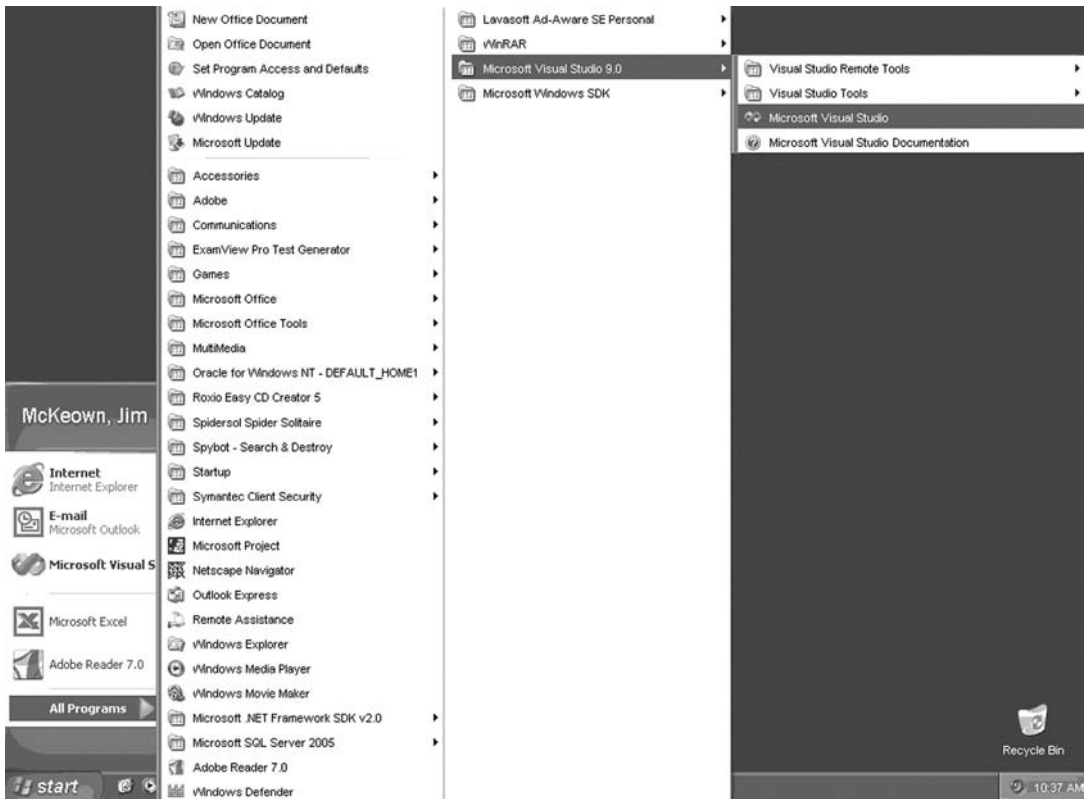 New Office Document
Open Office Document
Set Program Access and Defaults
Windows Catalog
Windows Update
Microsoft Update
Accessories
Adobe
Communications
ExamView Pro Test Generator
Games
Microsoft Office
Microsoft Office Tools
MultiMedia
Oracle for Windows NT - DEFAULT_HOME1
Roxio Easy CD Creator 5
Spidersol Spider Solitaire
Spybot - Search & Destroy
Startup
Symantec Client Security
Internet Explorer
Microsoft Project
Netscape Navigator
Outlook Express
Remote Assistance
Windows Explorer
Windows Media Player
Windows Movie Maker
Microsoft .NET Framework SDK v2.0
Microsoft SQL Server 2005
Adobe Reader 7.0
Windows Defender
Lavasoft Ad-Aware SE Personal
WinRAR
Microsoft Visual Studio 9.0
Microsoft Windows SDK
Visual Studio Remote Tools
Visual Studio Tools
Microsoft Visual Studio
Microsoft Visual Studio Documentation
McKeown, Jim
Internet
Internet Explorer
E-mail
Microsoft Outlook
Microsoft Visual S
Microsoft Excel
Adobe Reader 7.0
All Programs
start
Recycle Bin
10:37 AM